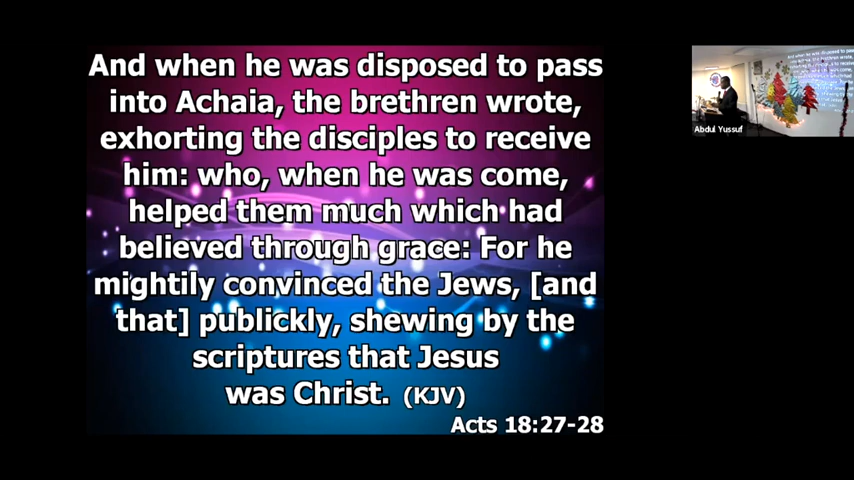 And when he was disposed to pass
into Achaia, the brethren wrote,
exhorting the disciples to receive
him: who, when he was come,
helped them much which had
believed through grace: For he
mightily convinced the Jews, [and
that] publickly, shewing by the
scriptures that Jesus
was Christ. (KJV)
Acts 18:27-28
Abdul Yussuf